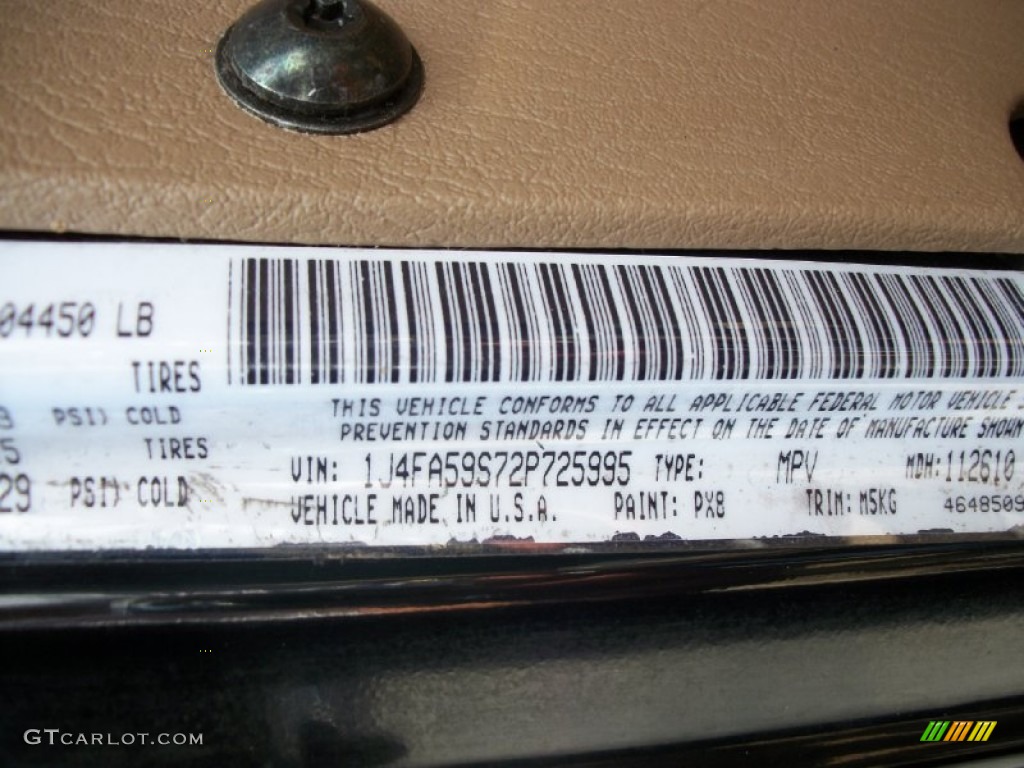 04450 LB
TIRES
PSI) COLD
TIRES
29 PSI) COLD
THIS VEHICLE CONFORMS TO ALL APPLICABLE FEDERAL MOTOR VEHICLE
PREVENTION STANDARDS IN EFFECT ON THE DATE OF MANUFACTURE SHOWN
VIN: 1J4FA59S72P725995 TYPE: MPV MDH:112610
VEHICLE MADE IN U.S.A. PAINT: PX8 TRIM: M5KG 4648509
GTCARLOT.COM